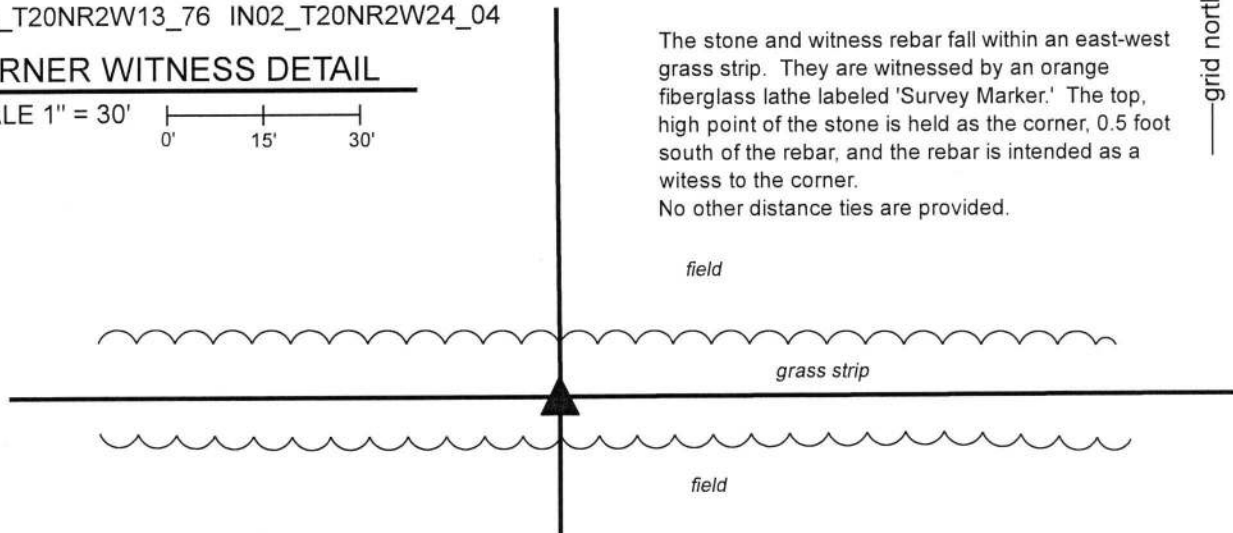 _T20NR2W13_76 IN02_T20NR2W24_04
RNER WITNESS DETAIL
LE 1" = 30'
0' 15' 30'
The stone and witness rebar fall within an east-west
grass strip. They are witnessed by an orange
fiberglass lathe labeled 'Survey Marker.' The top,
high point of the stone is held as the corner, 0.5 foot
south of the rebar, and the rebar is intended as a
witess to the corner.
No other distance ties are provided.
grid north
field
grass strip
field